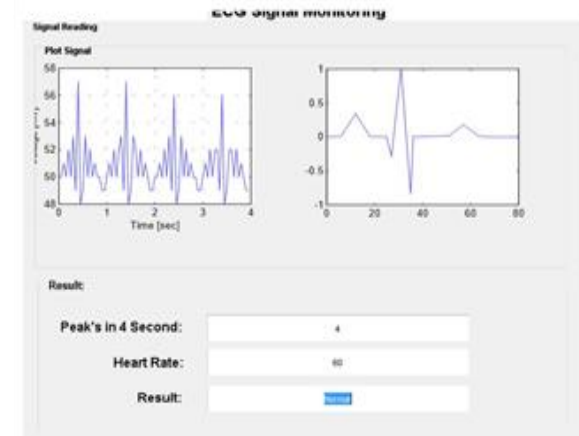 ECG Signal Monitoring
Signal Reading
Plot Signal
58
56
54
52
50
48
0 1 2 3 4
Time [sec]
1
0.5
0
-0.5
-1
0 20 40 60 80
Result:
Peak's in 4 Second:
4
Heart Rate:
60
Result:
Normal